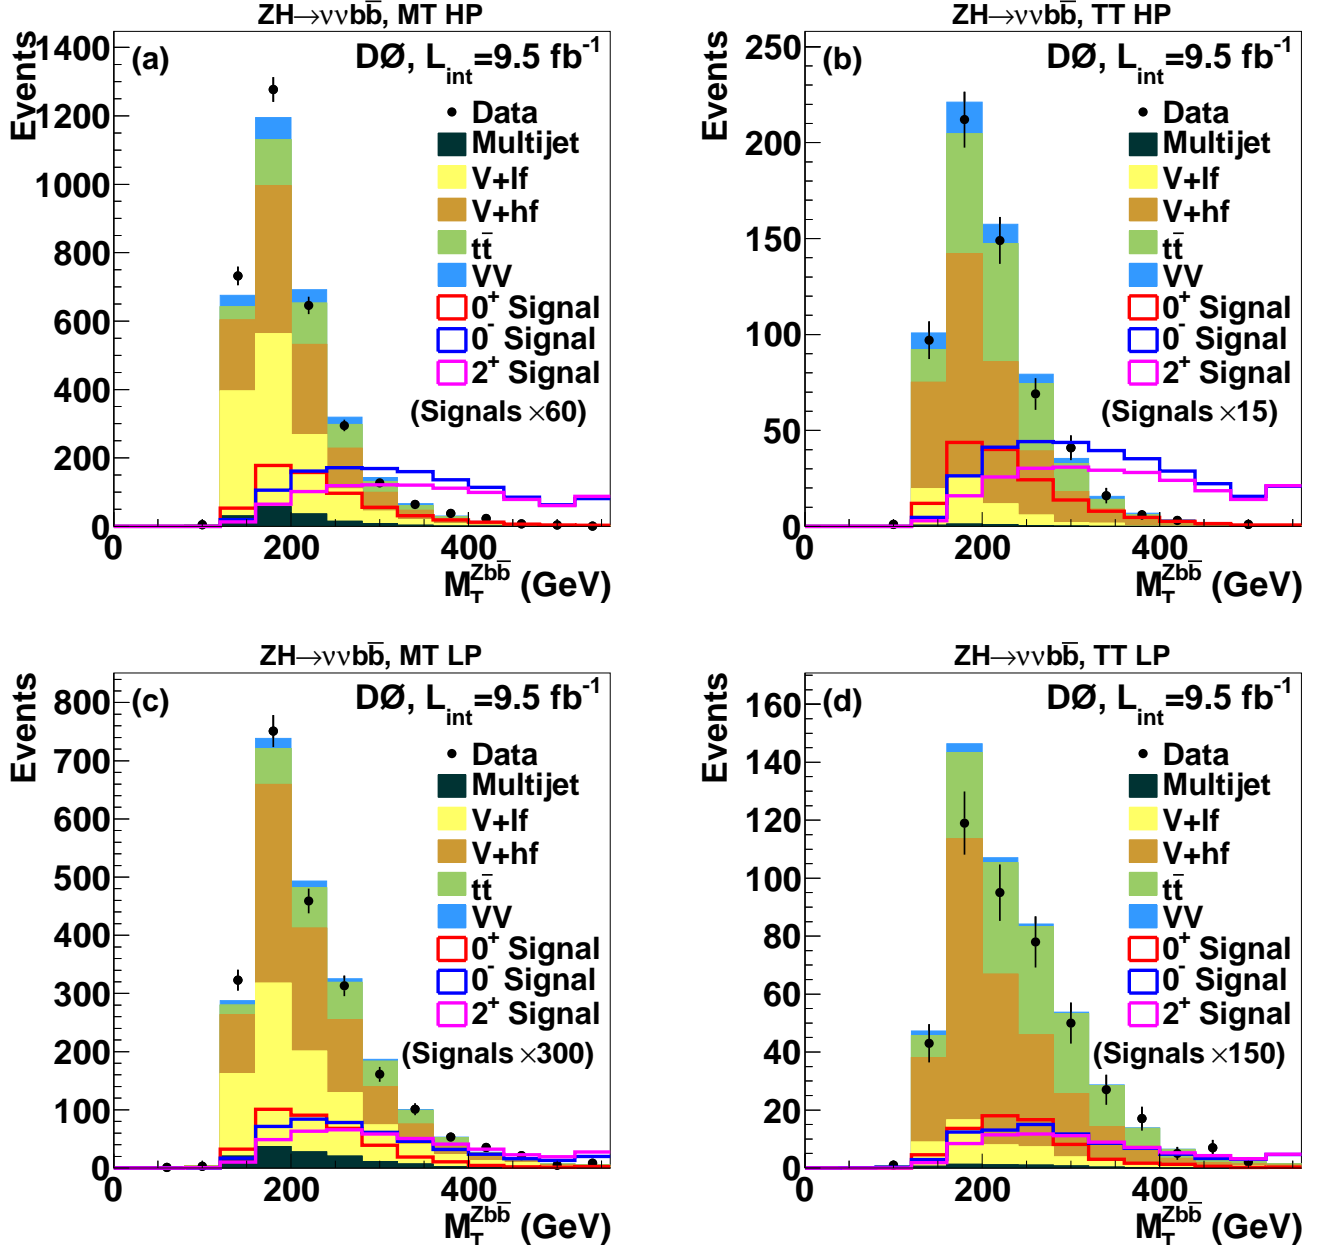 ZH→ννbb̅, MT HP
(a)
DØ, L_int=9.5 fb⁻¹
Events
1400
1200
1000
800
600
400
200
0
Data
Multijet
V+lf
V+hf
tt̅
VV
0⁺ Signal
0⁻ Signal
2⁺ Signal
(Signals ×60)
0 200 400
M_T^Zbb̅ (GeV)
ZH→ννbb̅, TT HP
(b)
DØ, L_int=9.5 fb⁻¹
Events
250
200
150
100
50
0
Data
Multijet
V+lf
V+hf
tt̅
VV
0⁺ Signal
0⁻ Signal
2⁺ Signal
(Signals ×15)
0 200 400
M_T^Zbb̅ (GeV)
ZH→ννbb̅, MT LP
(c)
DØ, L_int=9.5 fb⁻¹
Events
800
700
600
500
400
300
200
100
0
Data
Multijet
V+lf
V+hf
tt̅
VV
0⁺ Signal
0⁻ Signal
2⁺ Signal
(Signals ×300)
0 200 400
M_T^Zbb̅ (GeV)
ZH→ννbb̅, TT LP
(d)
DØ, L_int=9.5 fb⁻¹
Events
160
140
120
100
80
60
40
20
0
Data
Multijet
V+lf
V+hf
tt̅
VV
0⁺ Signal
0⁻ Signal
2⁺ Signal
(Signals ×150)
0 200 400
M_T^Zbb̅ (GeV)